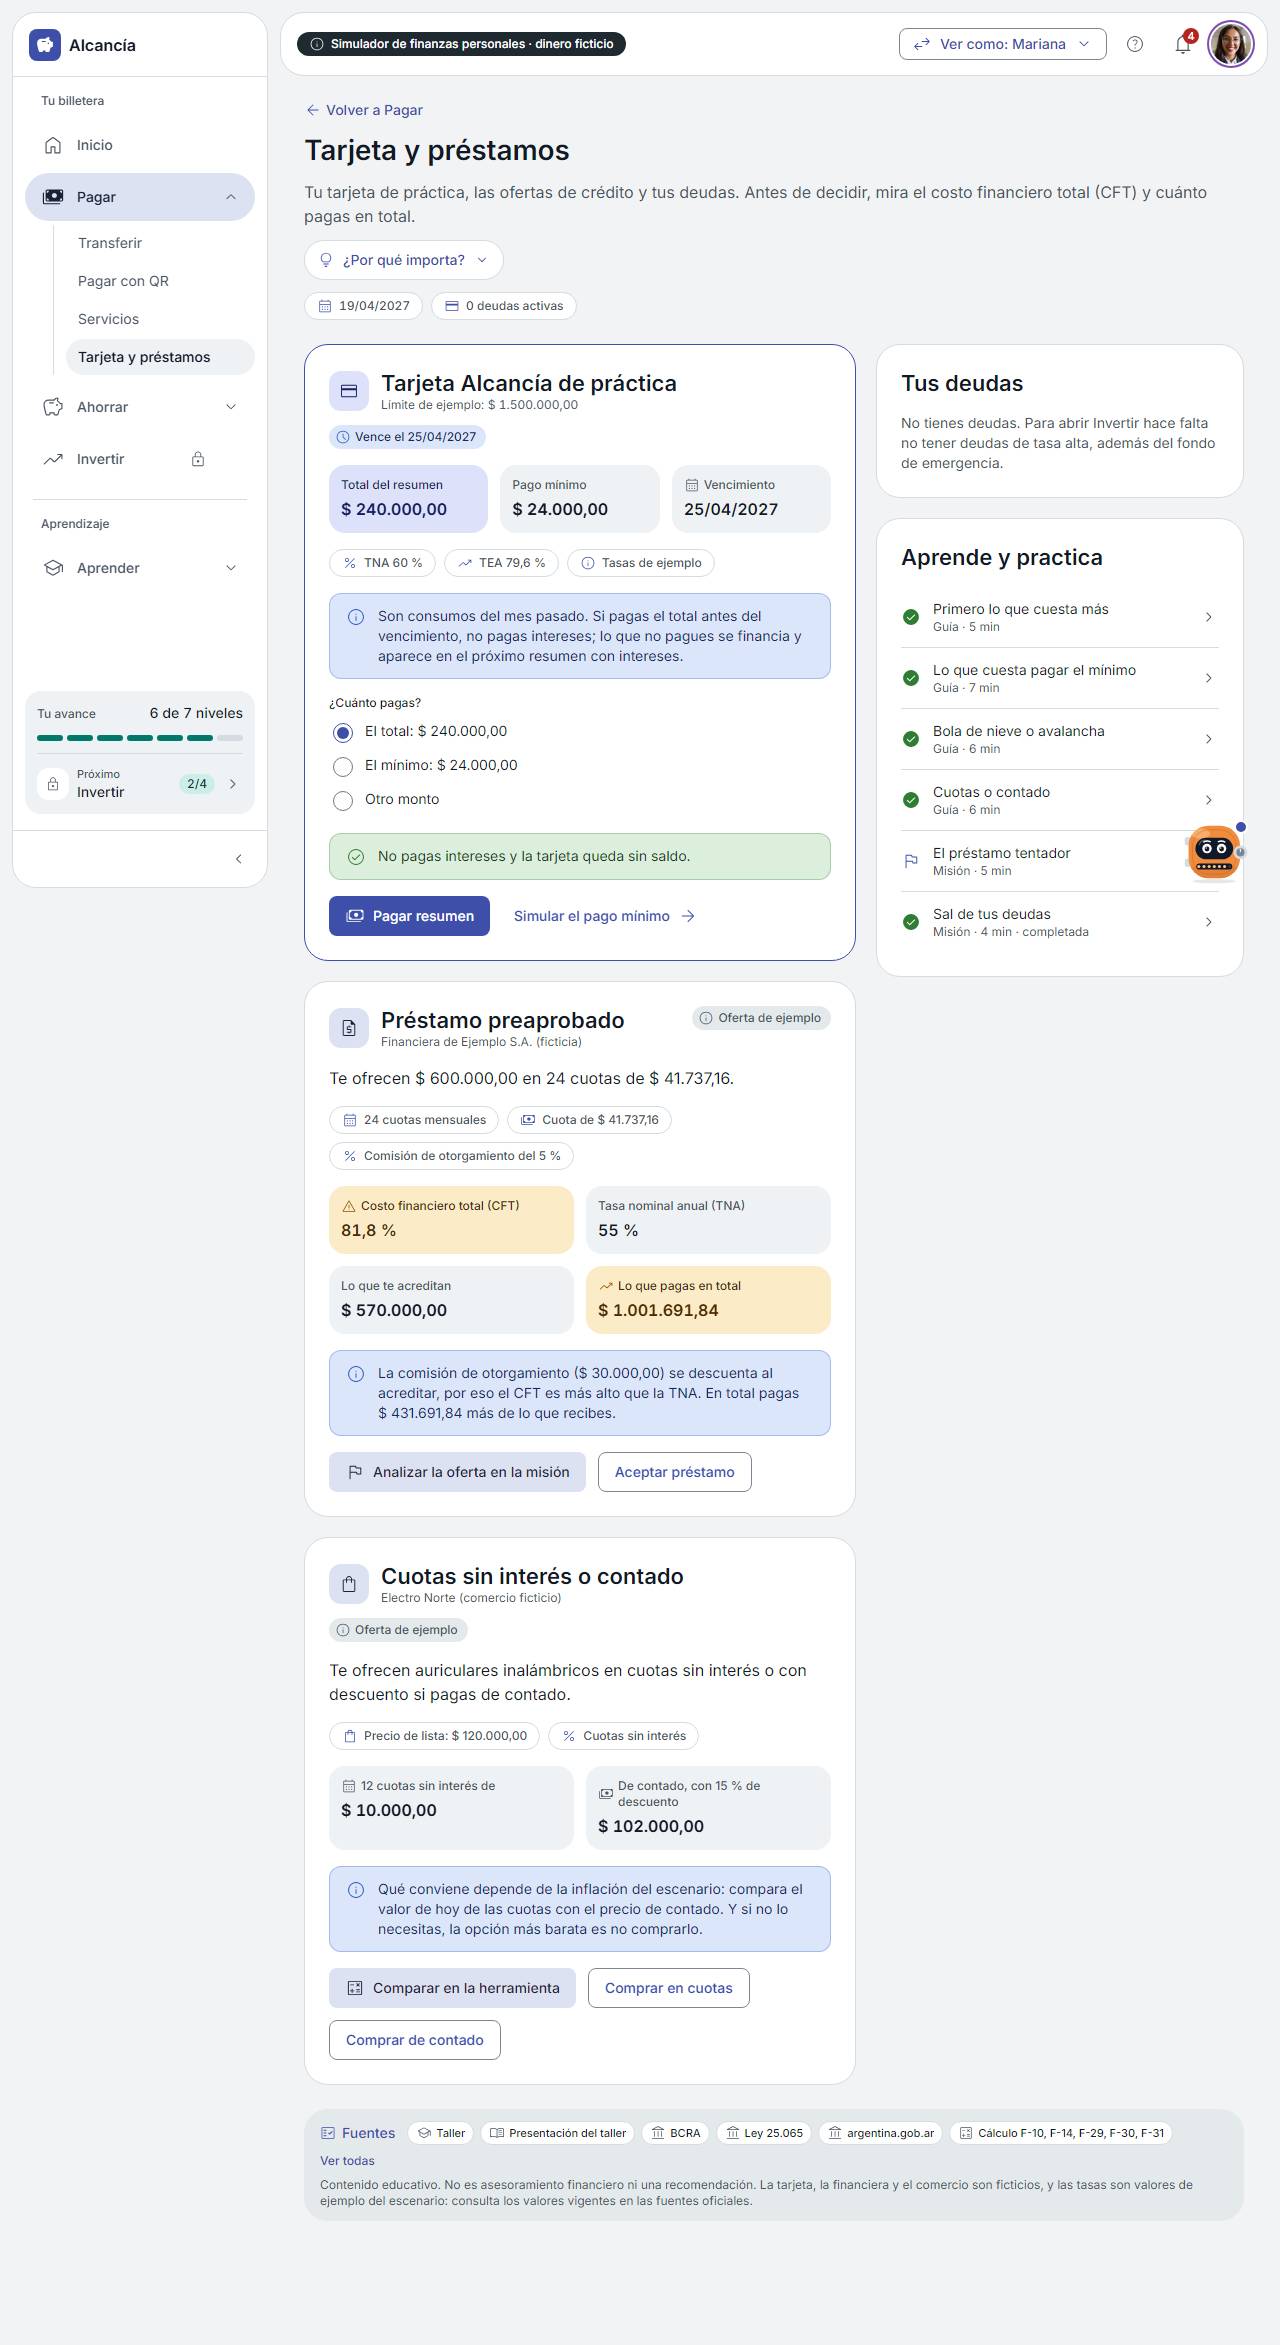 Alcancía
Tu billetera
Inicio
Pagar
Transferir
Pagar con QR
Servicios
Tarjeta y préstamos
Ahorrar
Invertir
Aprendizaje
Aprender
Tu avance
6 de 7 niveles
Próximo
Invertir
2/4
Simulador de finanzas personales · dinero ficticio
Ver como: Mariana
4
Volver a Pagar
Tarjeta y préstamos
Tu tarjeta de práctica, las ofertas de crédito y tus deudas. Antes de decidir, mira el costo financiero total (CFT) y cuánto
pagas en total.
¿Por qué importa?
19/04/2027
0 deudas activas
Tarjeta Alcancía de práctica
Límite de ejemplo: $ 1.500.000,00
Vence el 25/04/2027
Total del resumen
$ 240.000,00
Pago mínimo
$ 24.000,00
Vencimiento
25/04/2027
TNA 60 %
TEA 79,6 %
Tasas de ejemplo
Son consumos del mes pasado. Si pagas el total antes del
vencimiento, no pagas intereses; lo que no pagues se financia y
aparece en el próximo resumen con intereses.
¿Cuánto pagas?
El total: $ 240.000,00
El mínimo: $ 24.000,00
Otro monto
No pagas intereses y la tarjeta queda sin saldo.
Pagar resumen
Simular el pago mínimo
Préstamo preaprobado
Financiera de Ejemplo S.A. (ficticia)
Oferta de ejemplo
Te ofrecen $ 600.000,00 en 24 cuotas de $ 41.737,16.
24 cuotas mensuales
Cuota de $ 41.737,16
Comisión de otorgamiento del 5 %
Costo financiero total (CFT)
81,8 %
Tasa nominal anual (TNA)
55 %
Lo que te acreditan
$ 570.000,00
Lo que pagas en total
$ 1.001.691,84
La comisión de otorgamiento ($ 30.000,00) se descuenta al
acreditar, por eso el CFT es más alto que la TNA. En total pagas
$ 431.691,84 más de lo que recibes.
Analizar la oferta en la misión
Aceptar préstamo
Cuotas sin interés o contado
Electro Norte (comercio ficticio)
Oferta de ejemplo
Te ofrecen auriculares inalámbricos en cuotas sin interés o con
descuento si pagas de contado.
Precio de lista: $ 120.000,00
Cuotas sin interés
12 cuotas sin interés de
$ 10.000,00
De contado, con 15 % de
descuento
$ 102.000,00
Qué conviene depende de la inflación del escenario: compara el
valor de hoy de las cuotas con el precio de contado. Y si no lo
necesitas, la opción más barata es no comprarlo.
Comparar en la herramienta
Comprar en cuotas
Comprar de contado
Tus deudas
No tienes deudas. Para abrir Invertir hace falta
no tener deudas de tasa alta, además del fondo
de emergencia.
Aprende y practica
Primero lo que cuesta más
Guía · 5 min
Lo que cuesta pagar el mínimo
Guía · 7 min
Bola de nieve o avalancha
Guía · 6 min
Cuotas o contado
Guía · 6 min
El préstamo tentador
Misión · 5 min
Sal de tus deudas
Misión · 4 min · completada
Fuentes
Taller
Presentación del taller
BCRA
Ley 25.065
argentina.gob.ar
Cálculo F-10, F-14, F-29, F-30, F-31
Ver todas
Contenido educativo. No es asesoramiento financiero ni una recomendación. La tarjeta, la financiera y el comercio son ficticios, y las tasas son valores de
ejemplo del escenario: consulta los valores vigentes en las fuentes oficiales.